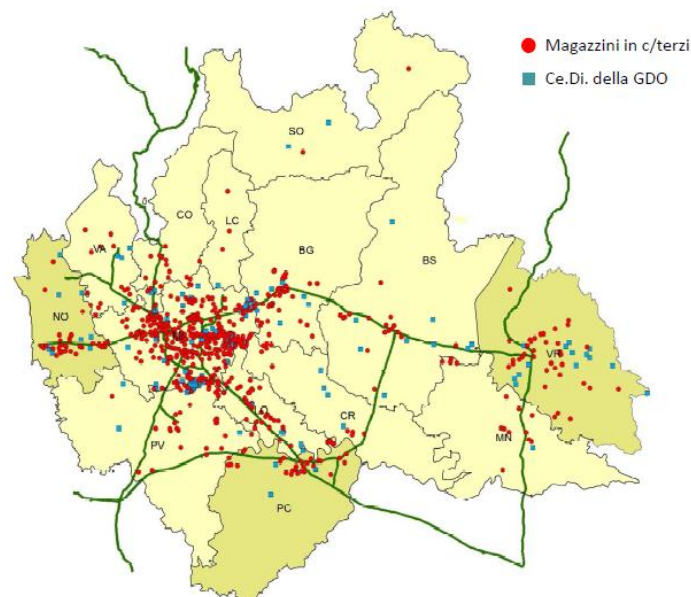 Magazzini in c/terzi
Ce.Di. della GDO
SO
CO
LC
VA
BG
BS
NO
VR
CR
MN
PV
PC